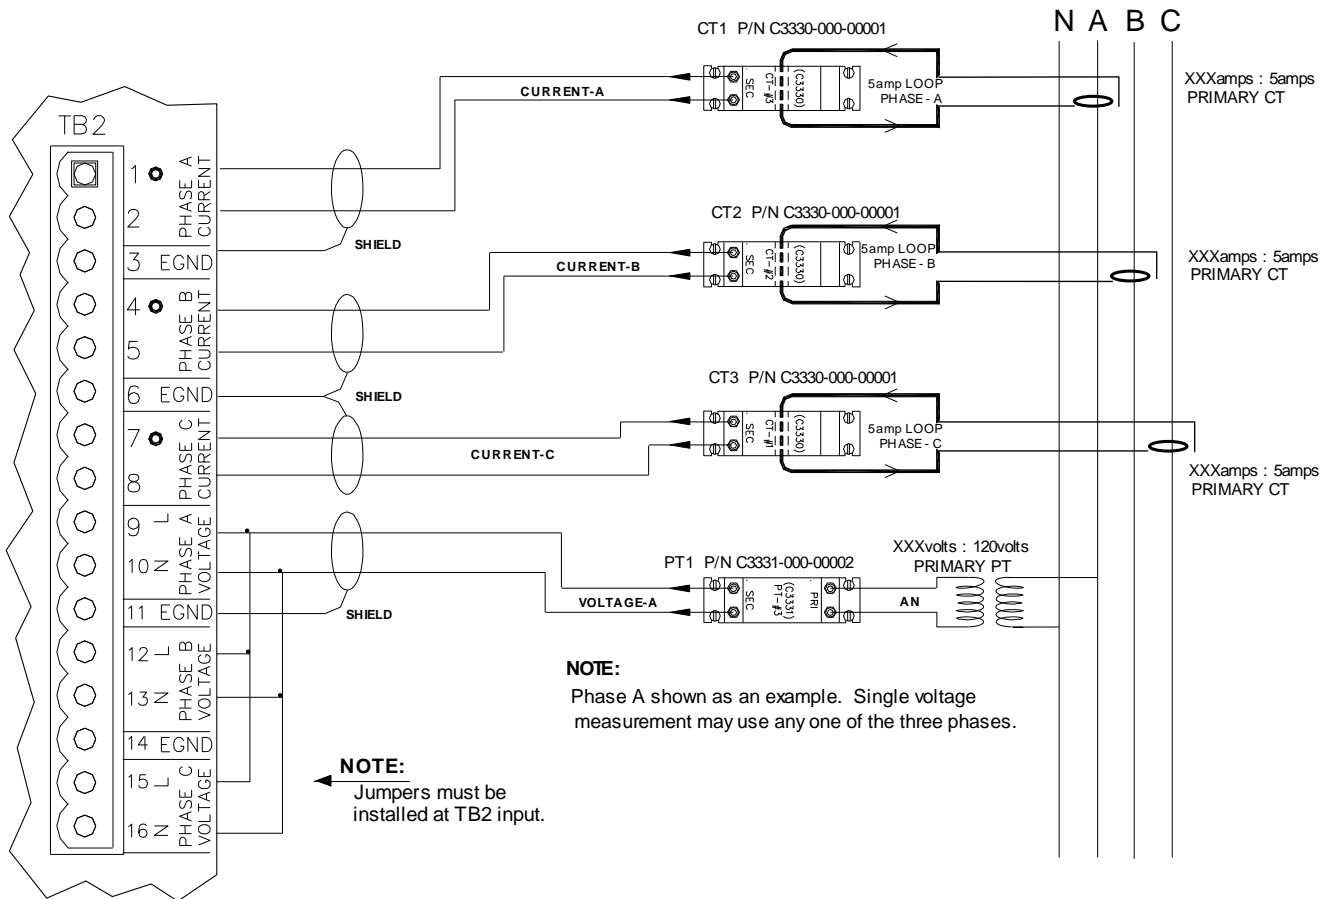 N A B C
CT1 P/N C3330-000-00001
SEC
CT-#3
(C3330)
5amp LOOP
PHASE - A
XXXamps : 5amps
PRIMARY CT
CURRENT-A
TB2
1
2
PHASE A
CURRENT
SHIELD
3 EGND
CT2 P/N C3330-000-00001
SEC
CT-#2
(C3330)
5amp LOOP
PHASE - B
XXXamps : 5amps
PRIMARY CT
CURRENT-B
4
5
PHASE B
CURRENT
6 EGND
SHIELD
CT3 P/N C3330-000-00001
SEC
CT-#1
(C3330)
5amp LOOP
PHASE - C
XXXamps : 5amps
PRIMARY CT
CURRENT-C
7
8
PHASE C
CURRENT
9 L
10 N
PHASE A
VOLTAGE
11 EGND
SHIELD
PT1 P/N C3331-000-00002
SEC
(C3331)
PT-#3
PRI
VOLTAGE-A
AN
XXXvolts : 120volts
PRIMARY PT
12 L
13 N
PHASE B
VOLTAGE
14 EGND
15 L
16 N
PHASE C
VOLTAGE
NOTE:
Phase A shown as an example. Single voltage
measurement may use any one of the three phases.
NOTE:
Jumpers must be
installed at TB2 input.